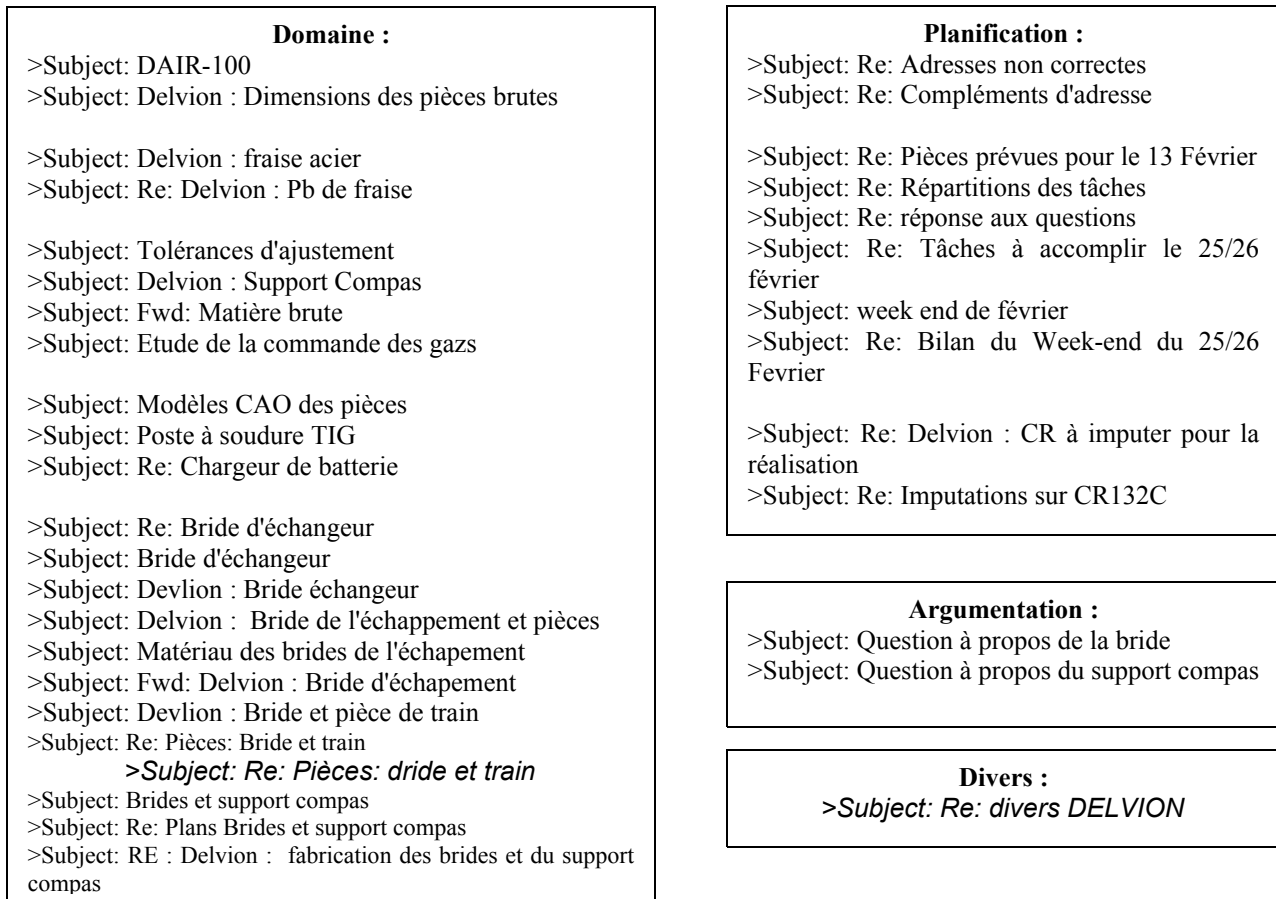 Domaine :
>Subject: DAIR-100
>Subject: Delvion : Dimensions des pièces brutes
>Subject: Delvion : fraise acier
>Subject: Re: Delvion : Pb de fraise
>Subject: Tolérances d'ajustement
>Subject: Delvion : Support Compas
>Subject: Fwd: Matière brute
>Subject: Etude de la commande des gazs
>Subject: Modèles CAO des pièces
>Subject: Poste à soudure TIG
>Subject: Re: Chargeur de batterie
>Subject: Re: Bride d'échangeur
>Subject: Bride d'échangeur
>Subject: Devlion : Bride échangeur
>Subject: Delvion :  Bride de l'échappement et pièces
>Subject: Matériau des brides de l'échapement
>Subject: Fwd: Delvion : Bride d'échapement
>Subject: Devlion : Bride et pièce de train
>Subject: Re: Pièces: Bride et train
>Subject: Re: Pièces: dride et train
>Subject: Brides et support compas
>Subject: Re: Plans Brides et support compas
>Subject: RE : Delvion :  fabrication des brides et du support
compas
Planification :
>Subject: Re: Adresses non correctes
>Subject: Re: Compléments d'adresse
>Subject: Re: Pièces prévues pour le 13 Février
>Subject: Re: Répartitions des tâches
>Subject: Re: réponse aux questions
>Subject: Re: Tâches à accomplir le 25/26
février
>Subject: week end de février
>Subject: Re: Bilan du Week-end du 25/26
Fevrier
>Subject: Re: Delvion : CR à imputer pour la
réalisation
>Subject: Re: Imputations sur CR132C
Argumentation :
>Subject: Question à propos de la bride
>Subject: Question à propos du support compas
Divers :
>Subject: Re: divers DELVION